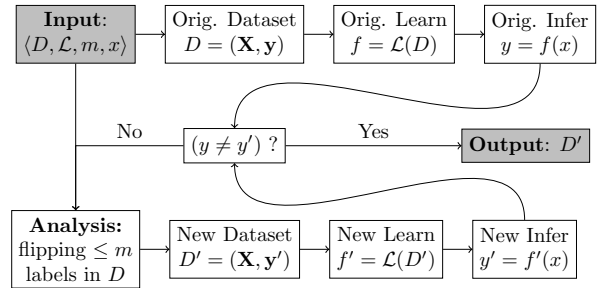 Input:
⟨D, ℒ, m, x⟩
Orig. Dataset
D = (X, y)
Orig. Learn
f = ℒ(D)
Orig. Infer
y = f(x)
No
(y ≠ y′) ?
Yes
Output: D′
Analysis:
flipping ≤ m
labels in D
New Dataset
D′ = (X, y′)
New Learn
f′ = ℒ(D′)
New Infer
y′ = f′(x)